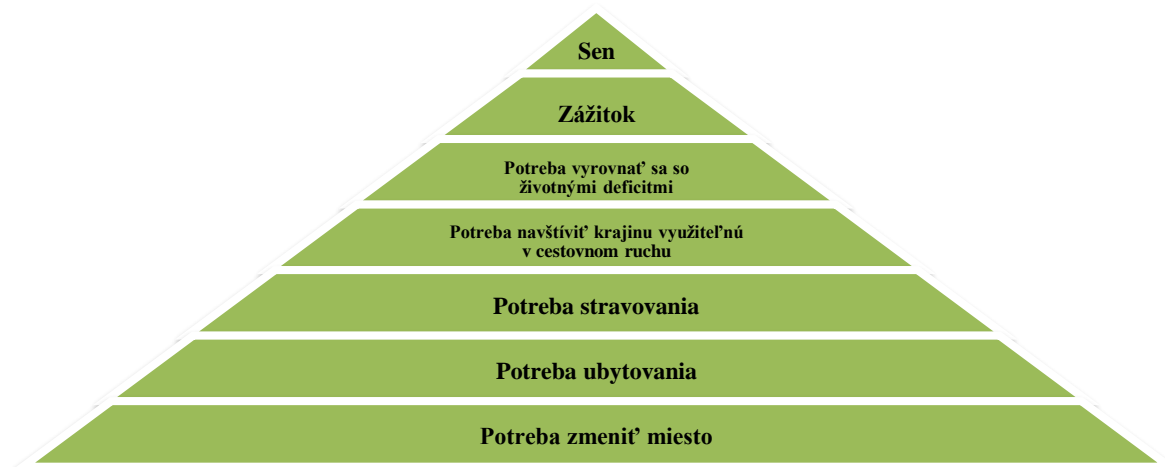 Sen
Zážitok
Potreba vyrovnať sa so
životnými deficitmi
Potreba navštíviť krajinu využiteľnú
v cestovnom ruchu
Potreba stravovania
Potreba ubytovania
Potreba zmeniť miesto